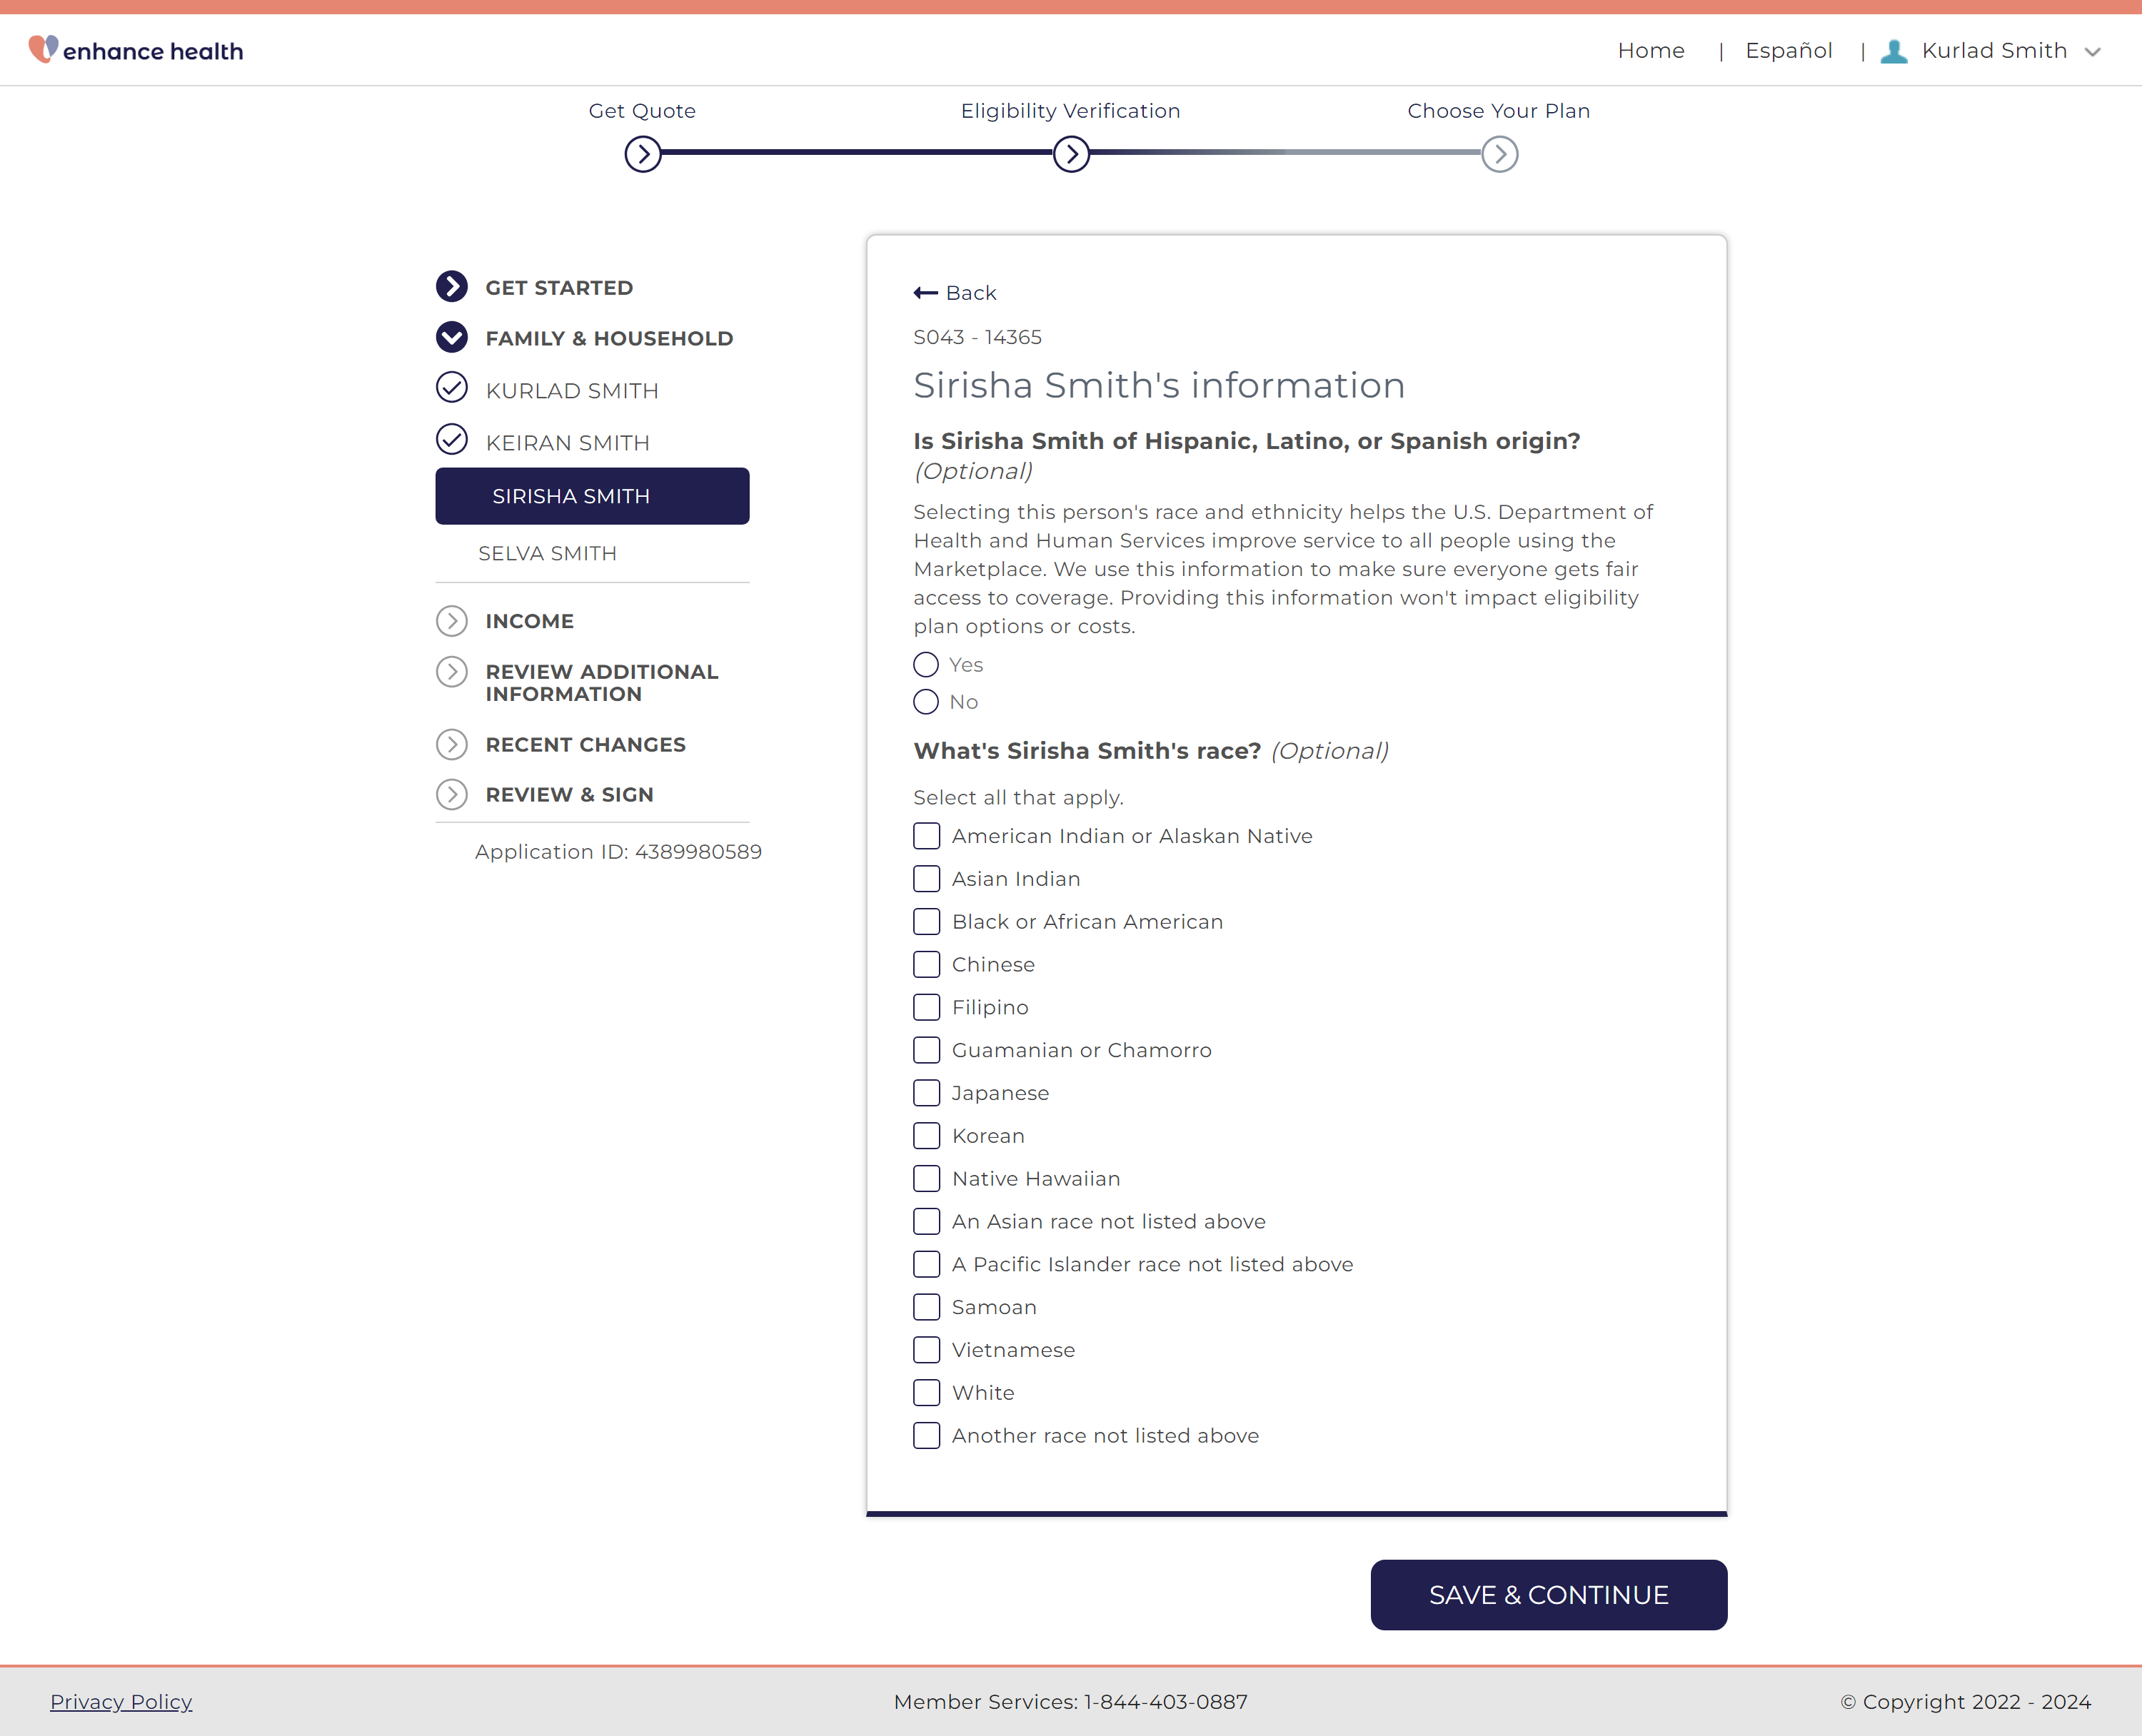 enhance health
Home | Español | Kurlad Smith
Get Quote
Eligibility Verification
Choose Your Plan
GET STARTED
FAMILY & HOUSEHOLD
KURLAD SMITH
KEIRAN SMITH
SIRISHA SMITH
SELVA SMITH
INCOME
REVIEW ADDITIONAL
INFORMATION
RECENT CHANGES
REVIEW & SIGN
Application ID: 4389980589
Back
S043 - 14365
Sirisha Smith's information
Is Sirisha Smith of Hispanic, Latino, or Spanish origin?
(Optional)
Selecting this person's race and ethnicity helps the U.S. Department of
Health and Human Services improve service to all people using the
Marketplace. We use this information to make sure everyone gets fair
access to coverage. Providing this information won't impact eligibility
plan options or costs.
Yes
No
What's Sirisha Smith's race? (Optional)
Select all that apply.
American Indian or Alaskan Native
Asian Indian
Black or African American
Chinese
Filipino
Guamanian or Chamorro
Japanese
Korean
Native Hawaiian
An Asian race not listed above
A Pacific Islander race not listed above
Samoan
Vietnamese
White
Another race not listed above
SAVE & CONTINUE
Privacy Policy
Member Services: 1-844-403-0887
© Copyright 2022 - 2024